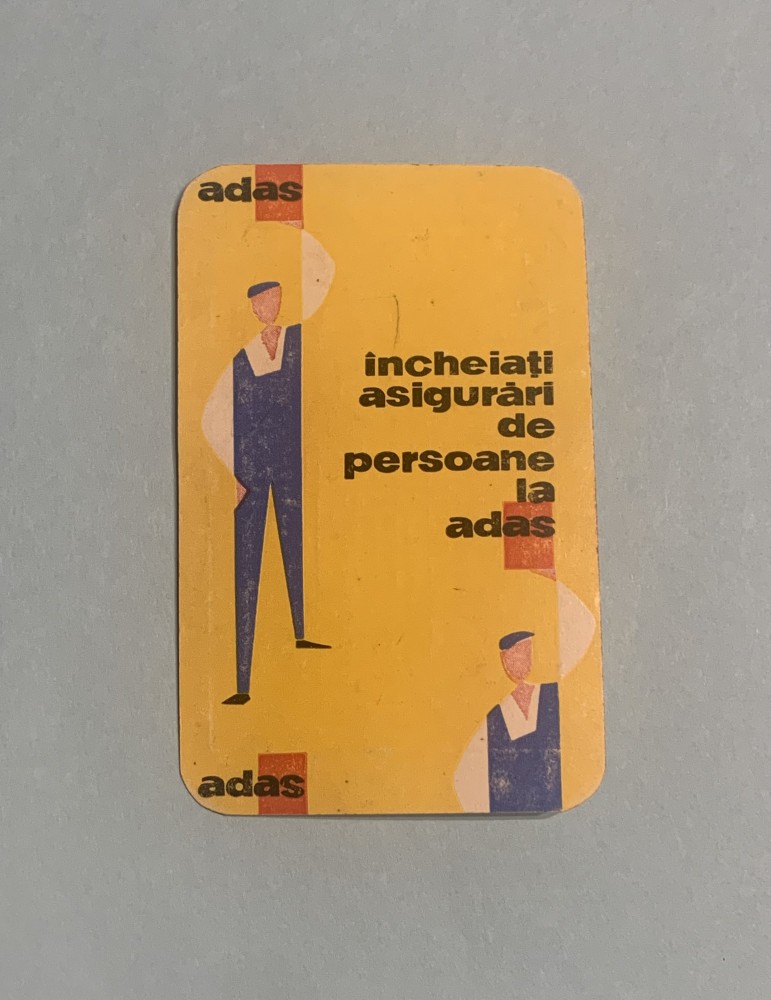 adas
încheiați
asigurări
de
persoane
la
adas
adas